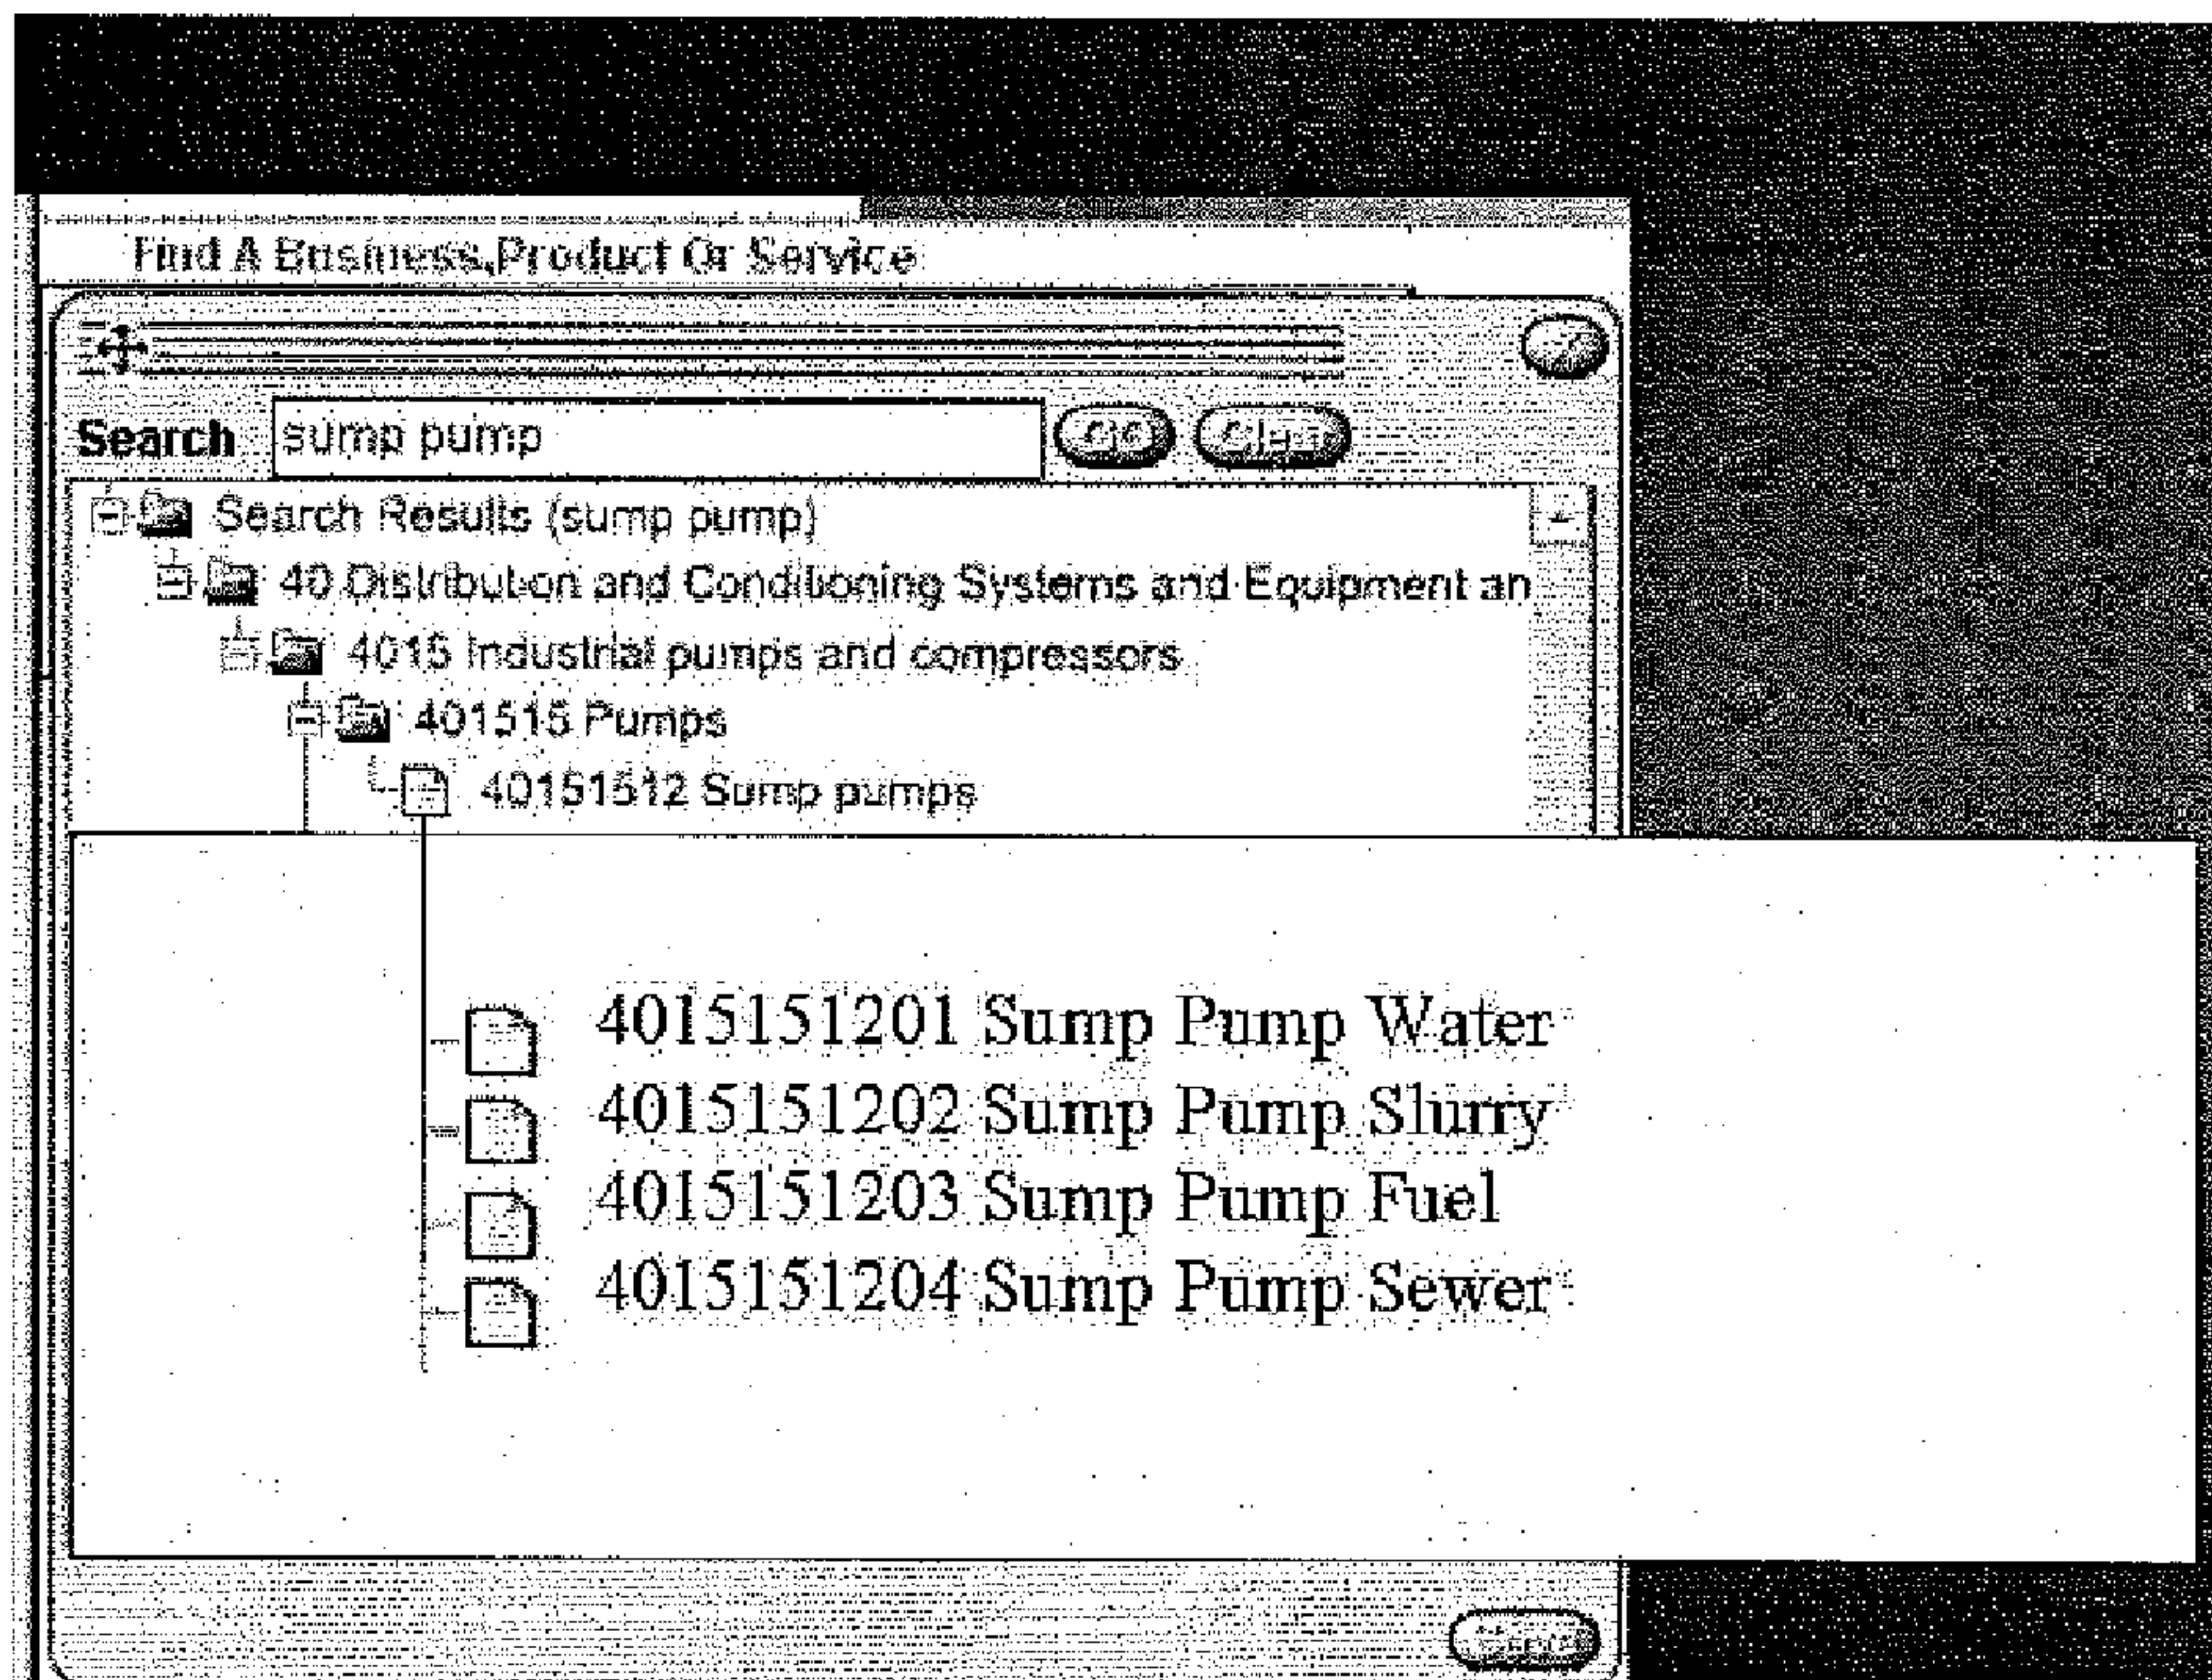 Find A Business,Product Or Service
Search sump pump GO Clear
Search Results (sump pump)
40 Distribution and Conditioning Systems and Equipment an
4015 Industrial pumps and compressors
401515 Pumps
40151512 Sump pumps
4015151201 Sump Pump Water
4015151202 Sump Pump Slurry
4015151203 Sump Pump Fuel
4015151204 Sump Pump Sewer